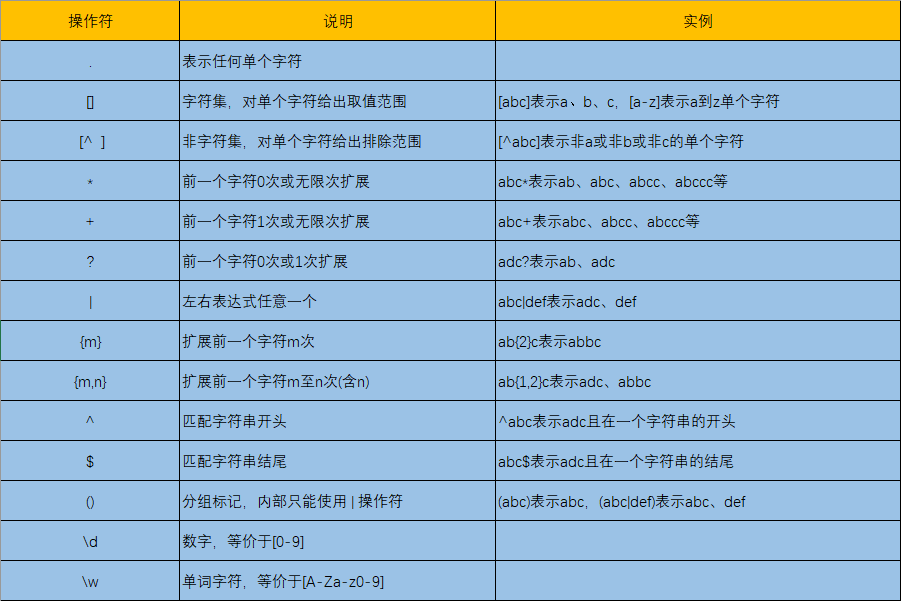 操作符 说明 实例
. 表示任何单个字符
[] 字符集，对单个字符给出取值范围 [abc]表示a、b、c，[a-z]表示a到z单个字符
[^ ] 非字符集，对单个字符给出排除范围 [^abc]表示非a或非b或非c的单个字符
* 前一个字符0次或无限次扩展 abc*表示ab、abc、abcc、abccc等
+ 前一个字符1次或无限次扩展 abc+表示abc、abcc、abccc等
? 前一个字符0次或1次扩展 adc?表示ab、adc
| 左右表达式任意一个 abc|def表示adc、def
{m} 扩展前一个字符m次 ab{2}c表示abbc
{m,n} 扩展前一个字符m至n次(含n) ab{1,2}c表示adc、abbc
^ 匹配字符串开头 ^abc表示adc且在一个字符串的开头
$ 匹配字符串结尾 abc$表示adc且在一个字符串的结尾
() 分组标记，内部只能使用 | 操作符 (abc)表示abc，(abc|def)表示abc、def
\d 数字，等价于[0-9]
\w 单词字符，等价于[A-Za-z0-9]